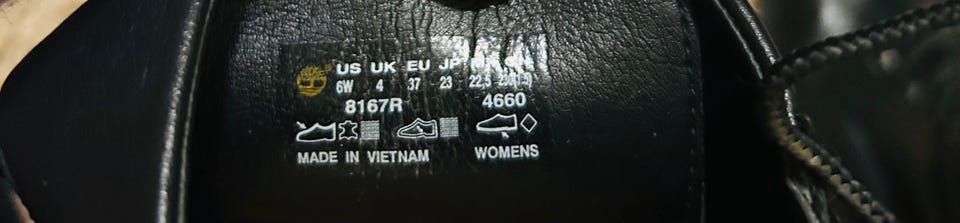 US UK EU JP
6W 4 37 23 22,5
8167R 4660
MADE IN VIETNAM WOMENS